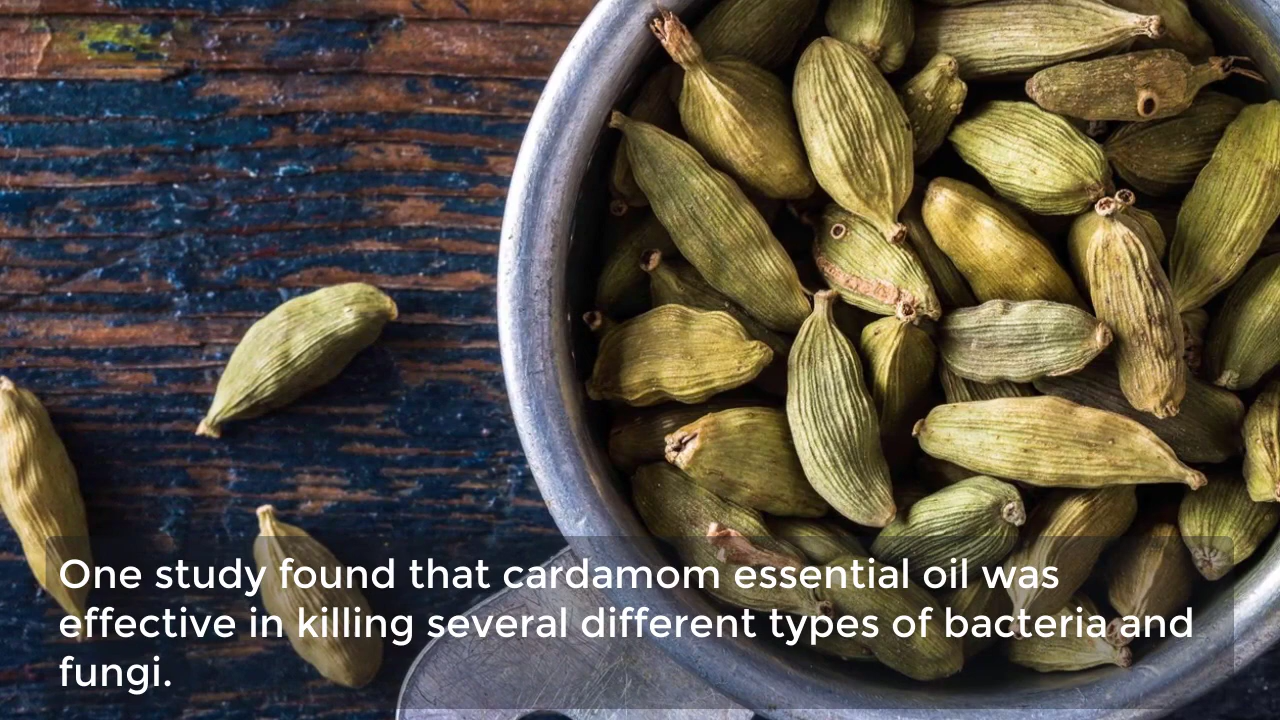 One study found that cardamom essential oil was
effective in killing several different types of bacteria and
fungi.